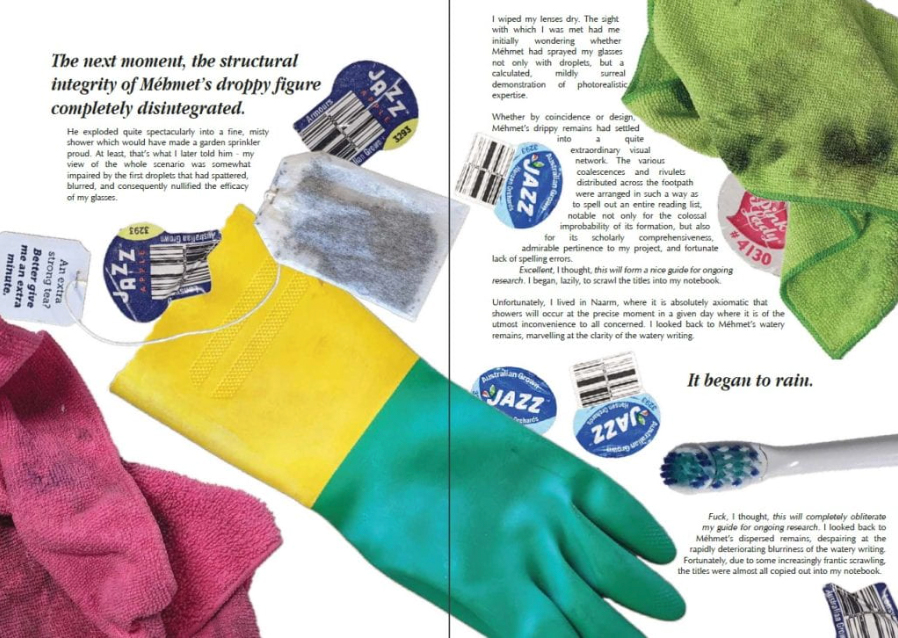 The next moment, the structural
integrity of Méhmet's droppy figure
completely disintegrated.
He exploded quite spectacularly into a fine, misty
shower which would have made a garden sprinkler
proud. At least, that's what I later told him - my
view of the whole scenario was somewhat
impaired by the first droplets that had spattered,
blurred, and consequently nullified the efficacy
of my glasses.
Armours
JAZZ
APPLE
3293
3293
JAZZ
APPLE
Australian Grown
An extra
strong tea?
Better give
me an extra
minute.
I wiped my lenses dry. The sight
with which I was met had me
initially wondering whether
Méhmet had sprayed my glasses
not only with droplets, but a
calculated, mildly surreal
demonstration of photorealistic
expertise.
Whether by coincidence or design,
Méhmet's drippy remains had settled
into a quite
extraordinary visual
network. The various
coalescences and rivulets
distributed across the footpath
were arranged in such a way as
to spell out an entire reading list,
notable not only for the colossal
improbability of its formation, but also
for its scholarly comprehensiveness,
admirable pertinence to my project, and fortunate
lack of spelling errors.
Excellent, I thought, this will form a nice guide for ongoing
research. I began, lazily, to scrawl the titles into my notebook.
3293
Australian Grown
JAZZ
Hansen Orchards
Pink
Lady
#4130
Unfortunately, I lived in Naarm, where it is absolutely axiomatic that
showers will occur at the precise moment in a given day where it is of the
utmost inconvenience to all concerned. I looked back to Méhmet's watery
remains, marvelling at the clarity of the watery writing.
Australian Grown
JAZZ
Orchards
3293
Hansen Orchards
JAZZ
Australian Grown
It began to rain.
Fuck, I thought, this will completely obliterate
my guide for ongoing research. I looked back to
Méhmet's dispersed remains, despairing at the
rapidly deteriorating blurriness of the watery writing.
Fortunately, due to some increasingly frantic scrawling,
the titles were almost all copied out into my notebook.